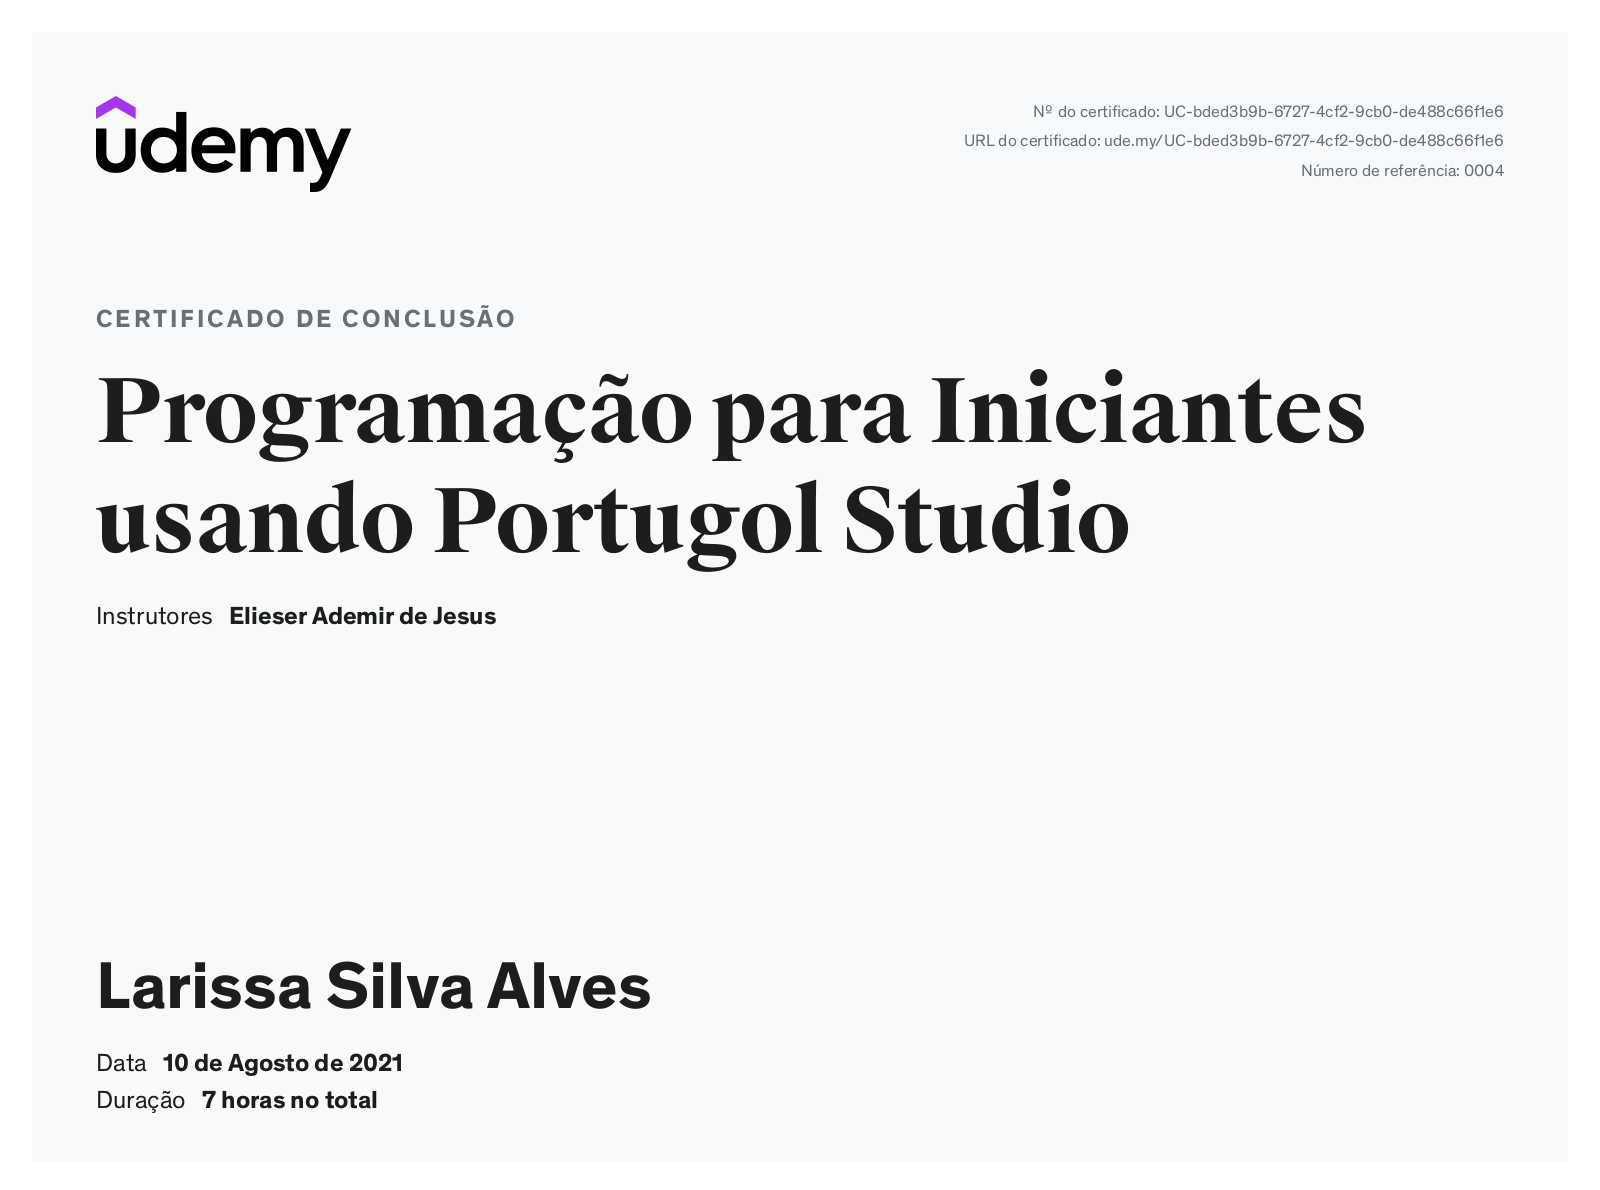 udemy
Nº do certificado: UC-bded3b9b-6727-4cf2-9cb0-de488c66f1e6
URL do certificado: ude.my/UC-bded3b9b-6727-4cf2-9cb0-de488c66f1e6
Número de referência: 0004
CERTIFICADO DE CONCLUSÃO
Programação para Iniciantes
usando Portugol Studio
Instrutores Elieser Ademir de Jesus
Larissa Silva Alves
Data 10 de Agosto de 2021
Duração 7 horas no total